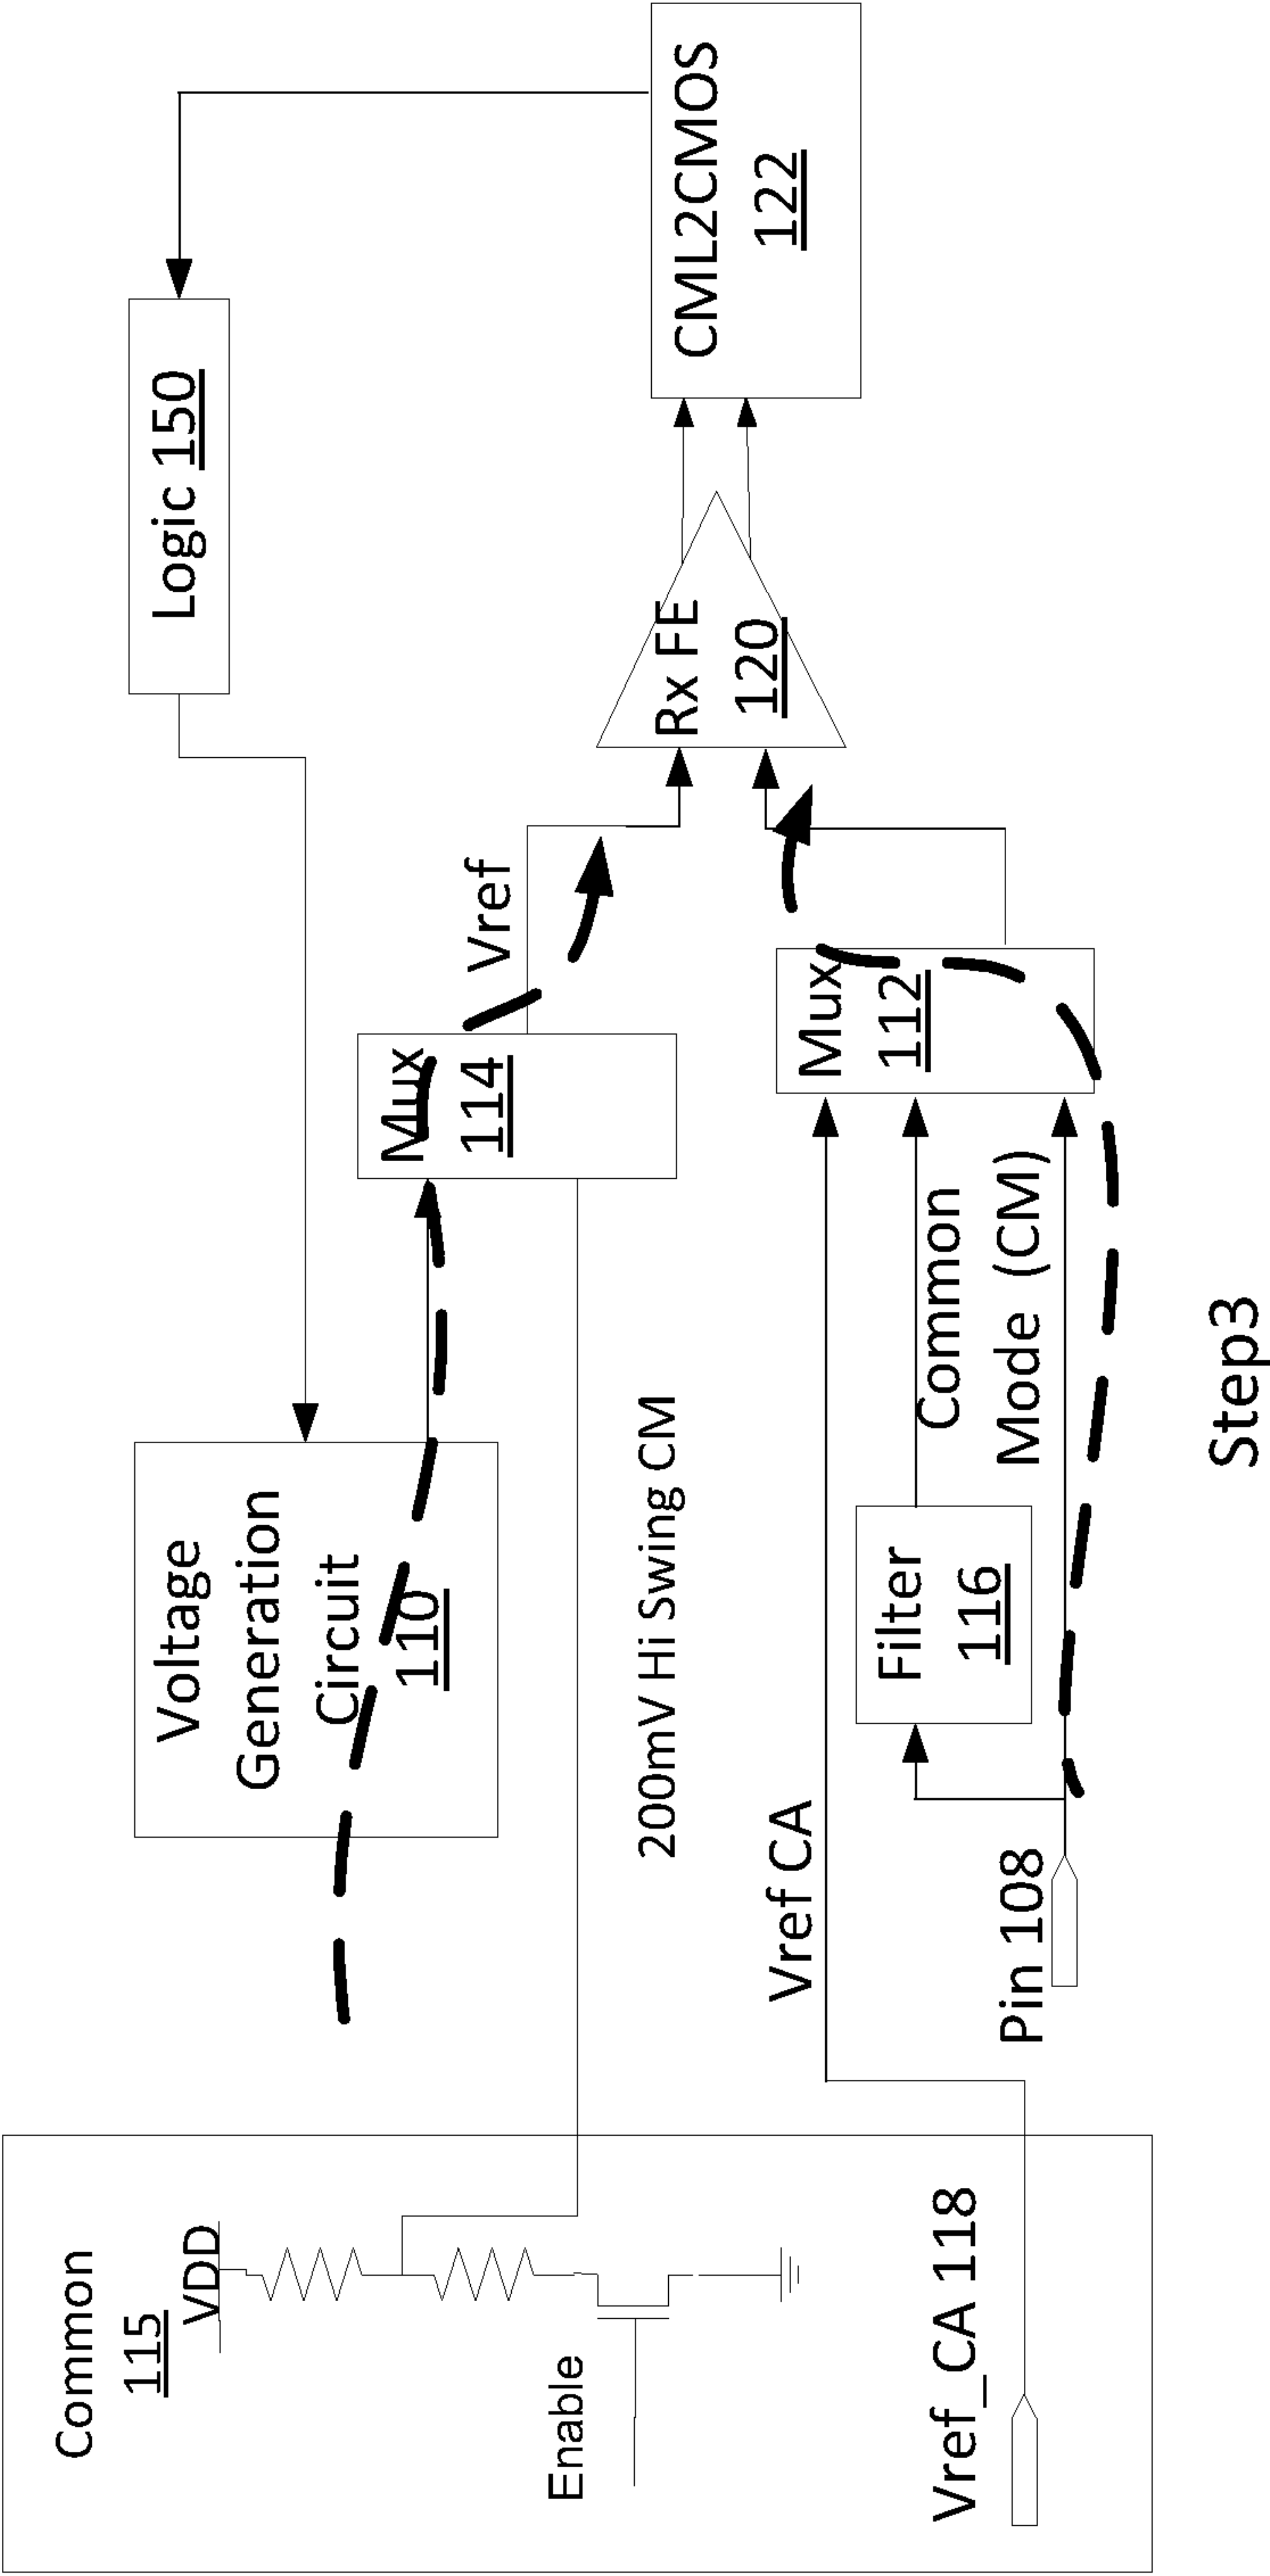 Common
115
VDD
Enable
Vref_CA 118
Voltage
Generation
Circuit
110
200mV Hi Swing CM
Vref CA
Pin 108
Filter
116
Common
Mode (CM)
Mux
114
Vref
Mux
112
Logic 150
Rx FE
120
CML2CMOS
122
Step3